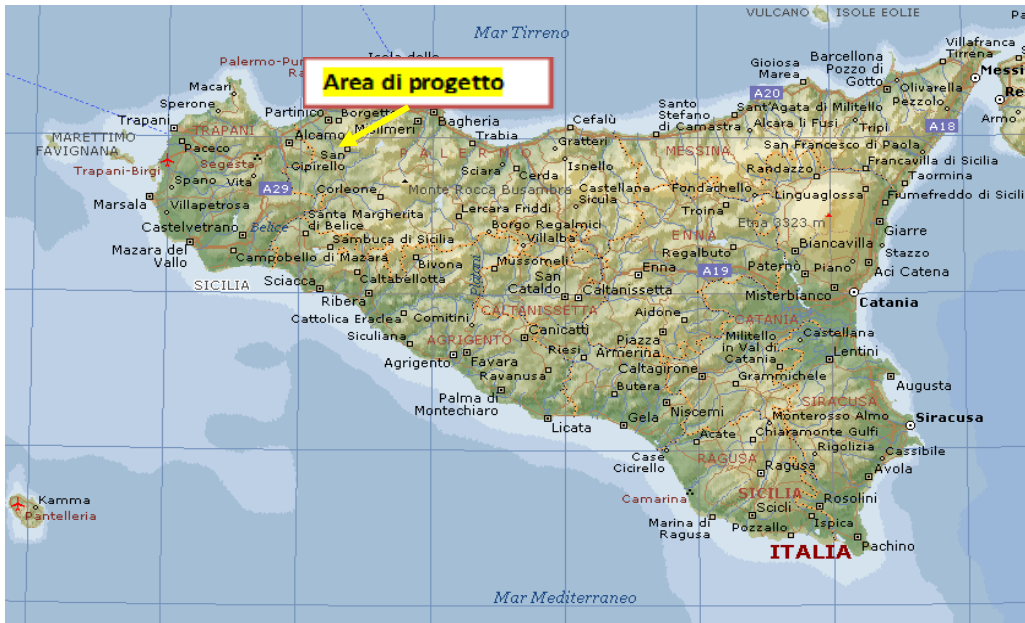 VULCANO
ISOLE EOLIE
Mar Tirreno
Villafranca
Tirrena
Barcellona
Pozzo di
Gotto
Gioiosa
Marea
Isola delle
Palermo-Pun
Area di progetto
A20
Olivarella
Pezzolo
Macari
Sperone
Partinico
Borgetto
Misilmeri
Bagheria
Trabia
Cefalù
Santo
Stefano
di Camastra
Sant'Agata di Militello
Alcara li Fusi
Tripi
A18
Armo
Trapani
TRAPANI
Paceco
Alcamo
San
Cipirello
PALERMO
Gratteri
Isnello
MESSINA
San Francesco di Paola
Francavilla di Sicilia
Taormina
MARETTIMO
FAVIGNANA
Trapani-Birgi
Segesta
Vita
Spano
A29
Corleone
Monte Rocca Busambra
Sciara
Cerda
Castellana
Sicula
Fondachello
Randazzo
Linguaglossa
Fiumefreddo di Sicili
Marsala
Villapetrosa
Castelvetrano
Belice
Santa Margherita
di Belice
Lercara Friddi
Borgo Regalmici
Villalba
Troina
Etna 3323 m
Giarre
Stazzo
Mazara del
Vallo
Campobello di Mazara
Sambuca di Sicilia
Bivona
Mussomeli
ENNA
Regalbuto
Biancavilla
Aci Catena
SICILIA
Sciacca
Caltabellotta
Platani
San
Cataldo
Caltanissetta
Enna
A19
Paternò
Piano
Misterbianco
Catania
Ribera
Cattolica Eraclea
Comitini
CALTANISSETTA
Aidone
CATANIA
Siculiana
AGRIGENTO
Canicattì
Piazza
Armerina
Militello
in Val di
Catania
Castellana
Lentini
Agrigento
Favara
Riesi
Caltagirone
Grammichele
Ravanusa
Butera
Augusta
Palma di
Montechiaro
Niscemi
SIRACUSA
Monterosso Almo
Siracusa
Licata
Gela
Acate
Chiaramonte Gulfi
Rigolizia
Case
Cicirello
RAGUSA
Ragusa
Cassibile
Avola
Kamma
Pantelleria
Camarina
SICILIA
Rosolini
Scicli
Marina di
Ragusa
Pozzallo
Ispica
Pachino
ITALIA
Mar Mediterraneo